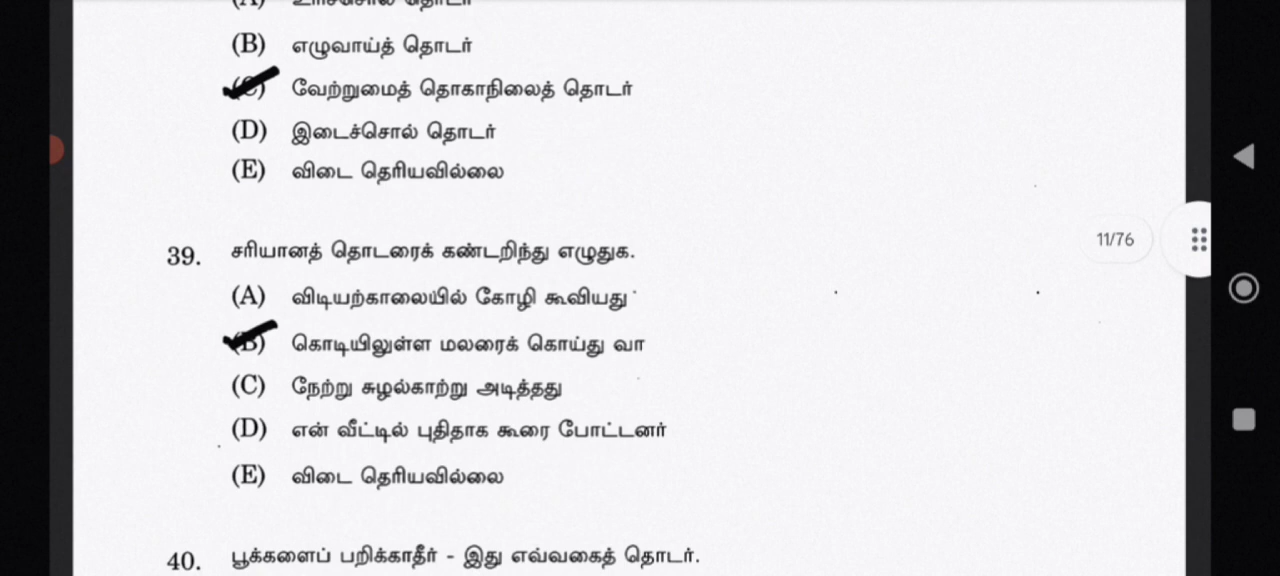 (B) எழுவாய்த் தொடர்
வேற்றுமைத் தொகாநிலைத் தொடர்
(D) இடைச்சொல் தொடர்
(E) விடை தெரியவில்லை
39. சரியானத் தொடரைக் கண்டறிந்து எழுதுக.
(A) விடியற்காலையில் கோழி கூவியது
(B) கொடியிலுள்ள மலரைக் கொய்து வா
(C) நேற்று சுழல்காற்று அடித்தது
(D) என் வீட்டில் புதிதாக கூரை போட்டனர்
(E) விடை தெரியவில்லை
11/76
40. பூக்களைப் பறிக்காதீர் - இது எவ்வகைத் தொடர்.